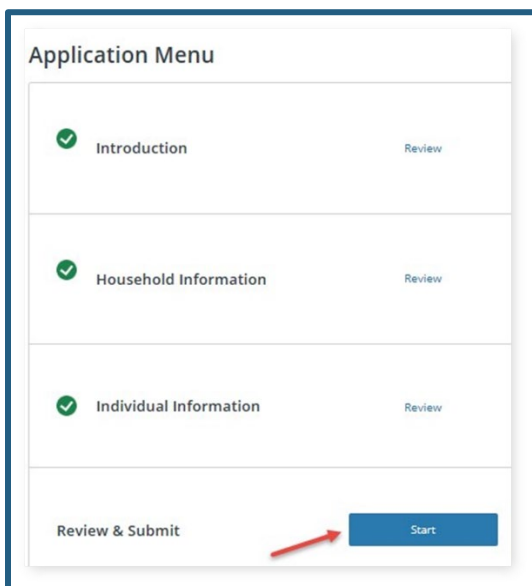 Application Menu
Introduction Review
Household Information Review
Individual Information Review
Review & Submit Start